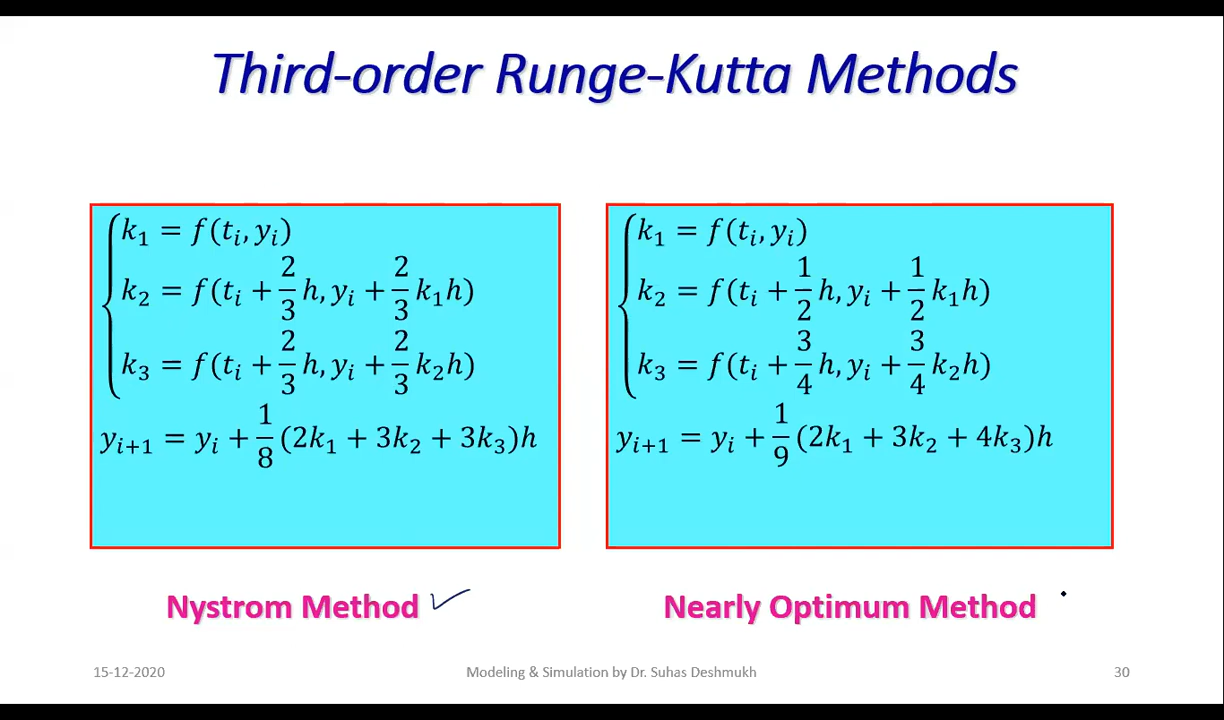 Third-order Runge-Kutta Methods
k₁ = f(tᵢ, yᵢ)
k₂ = f(tᵢ + 2/3 h, yᵢ + 2/3 k₁h)
k₃ = f(tᵢ + 2/3 h, yᵢ + 2/3 k₂h)
yᵢ₊₁ = yᵢ + 1/8 (2k₁ + 3k₂ + 3k₃)h
Nystrom Method
k₁ = f(tᵢ, yᵢ)
k₂ = f(tᵢ + 1/2 h, yᵢ + 1/2 k₁h)
k₃ = f(tᵢ + 3/4 h, yᵢ + 3/4 k₂h)
yᵢ₊₁ = yᵢ + 1/9 (2k₁ + 3k₂ + 4k₃)h
Nearly Optimum Method
15-12-2020
Modeling & Simulation by Dr. Suhas Deshmukh
30